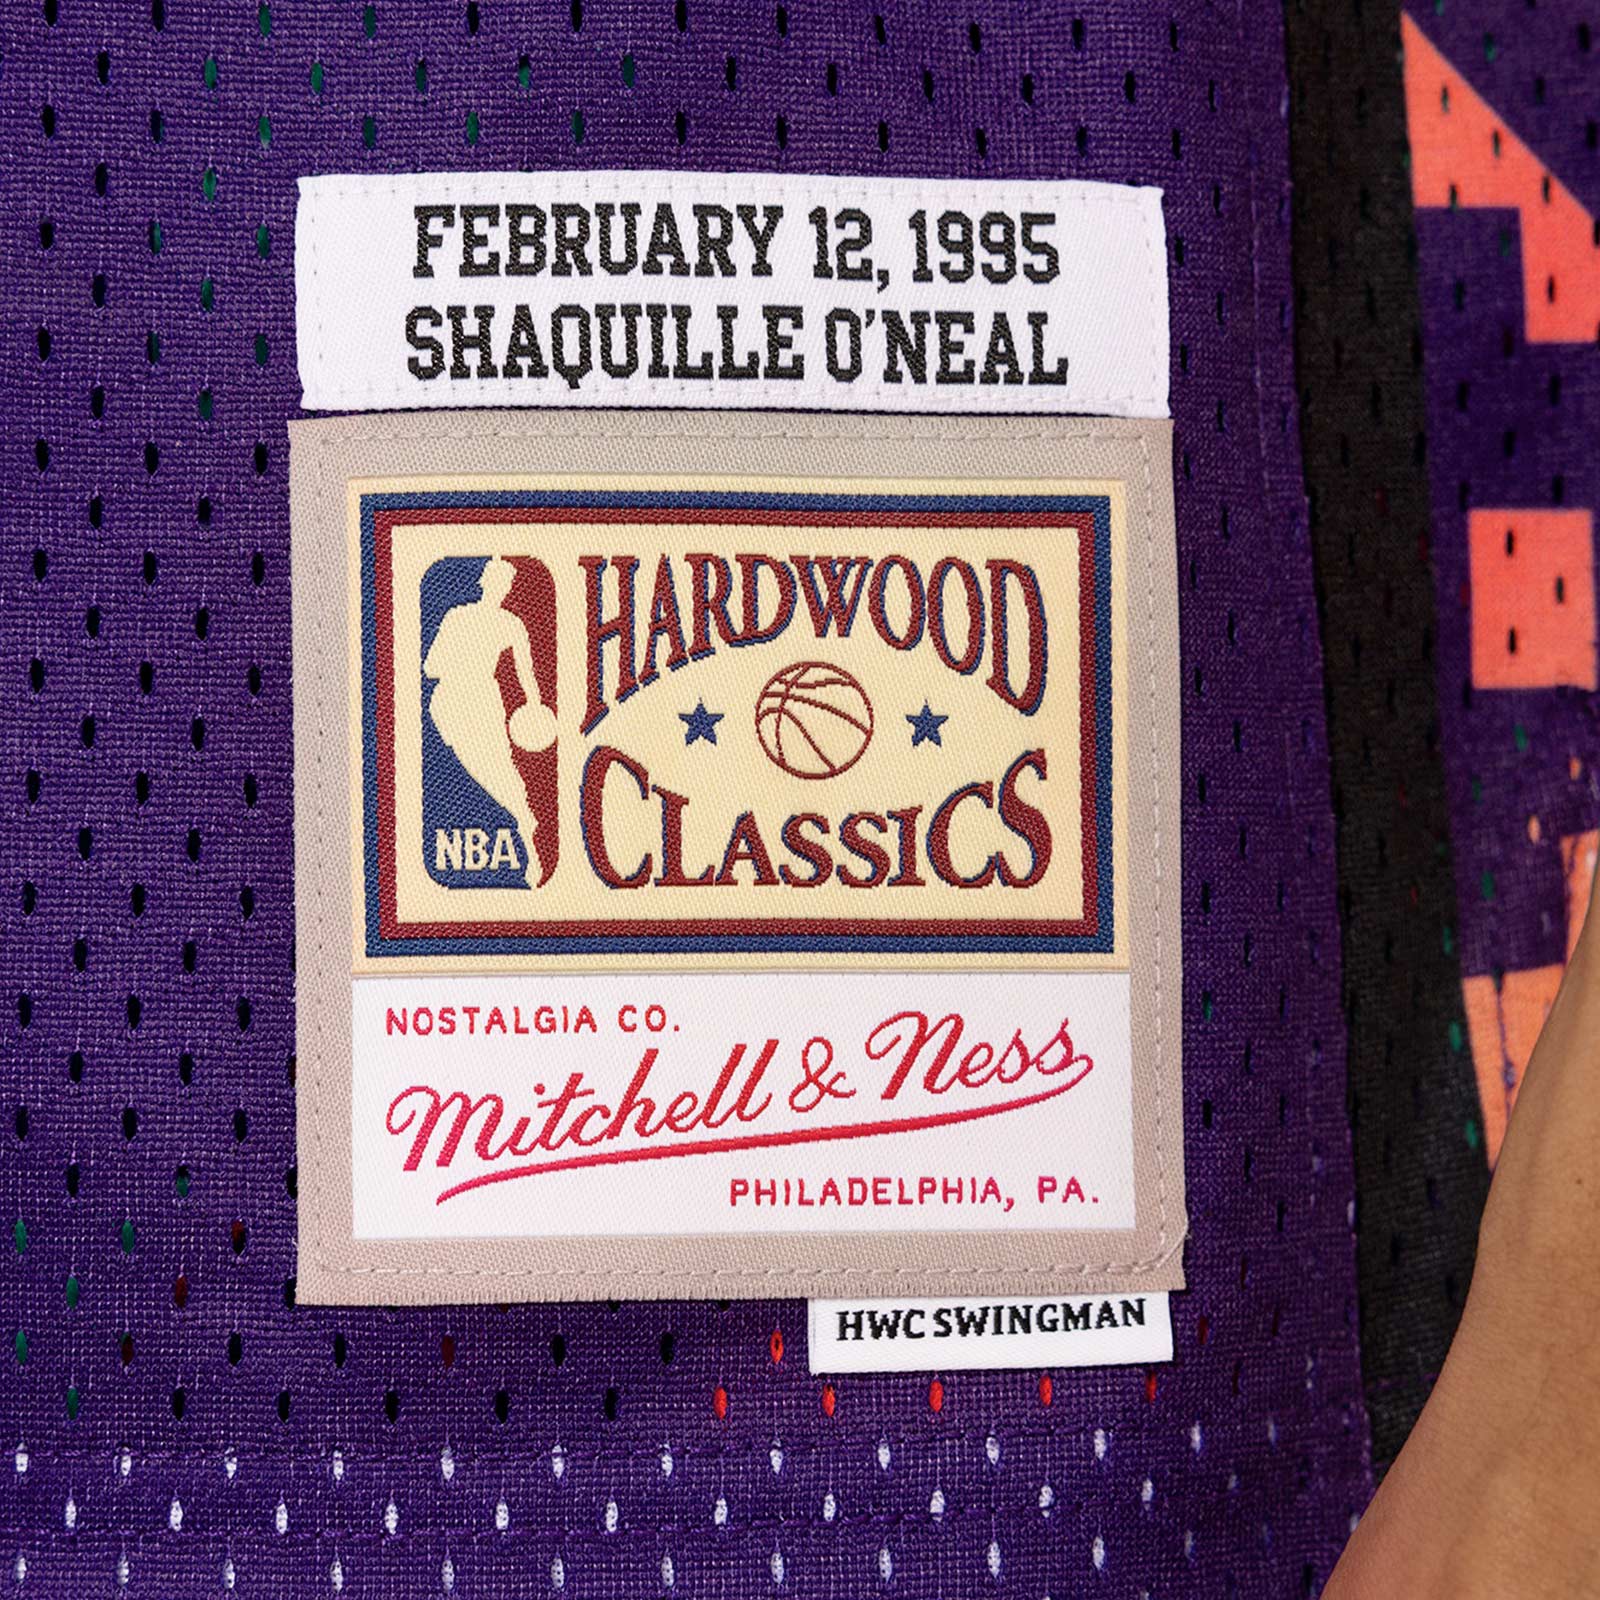 FEBRUARY 12, 1995
SHAQUILLE O'NEAL
HARDWOOD
CLASSICS
NBA
NOSTALGIA CO.
Mitchell & Ness
PHILADELPHIA, PA.
HWC SWINGMAN